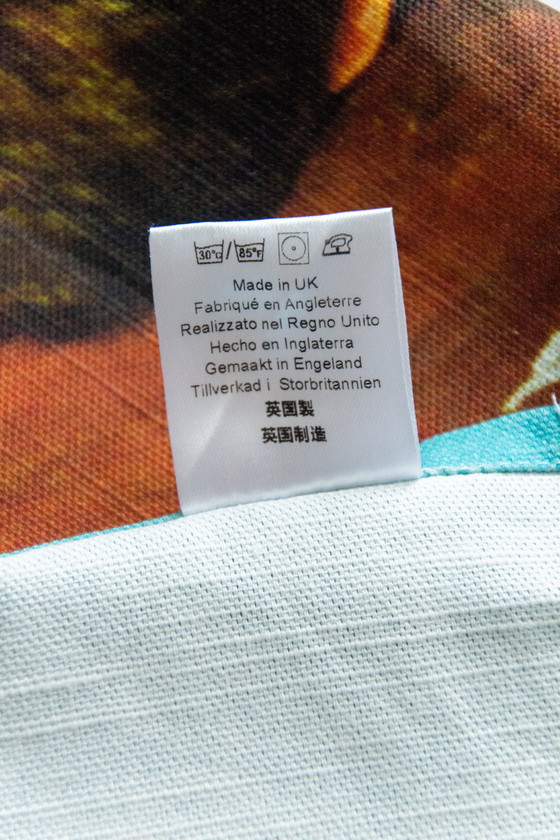 30°C / 85°F
Made in UK
Fabriqué en Angleterre
Realizzato nel Regno Unito
Hecho en Inglaterra
Gemaakt in Engeland
Tillverkad i Storbritannien
英国製
英国制造